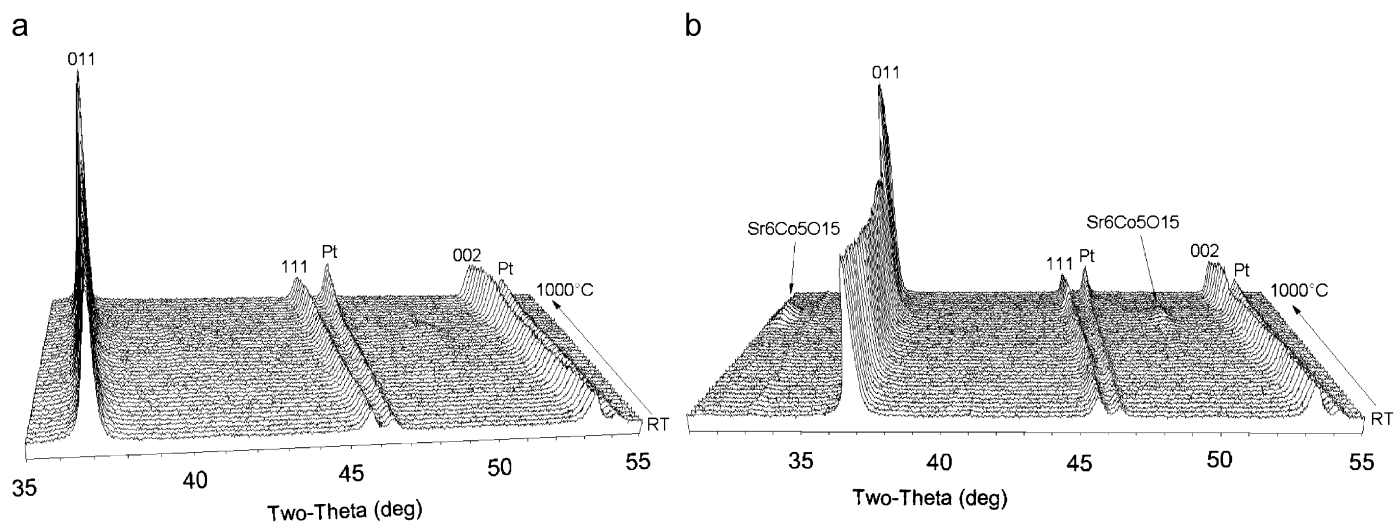 a
011
111
Pt
002
Pt
1000°C
RT
35
40
45
50
55
Two-Theta (deg)
b
011
Sr6Co5O15
Sr6Co5O15
111
Pt
002
Pt
1000°C
RT
35
40
45
50
55
Two-Theta (deg)